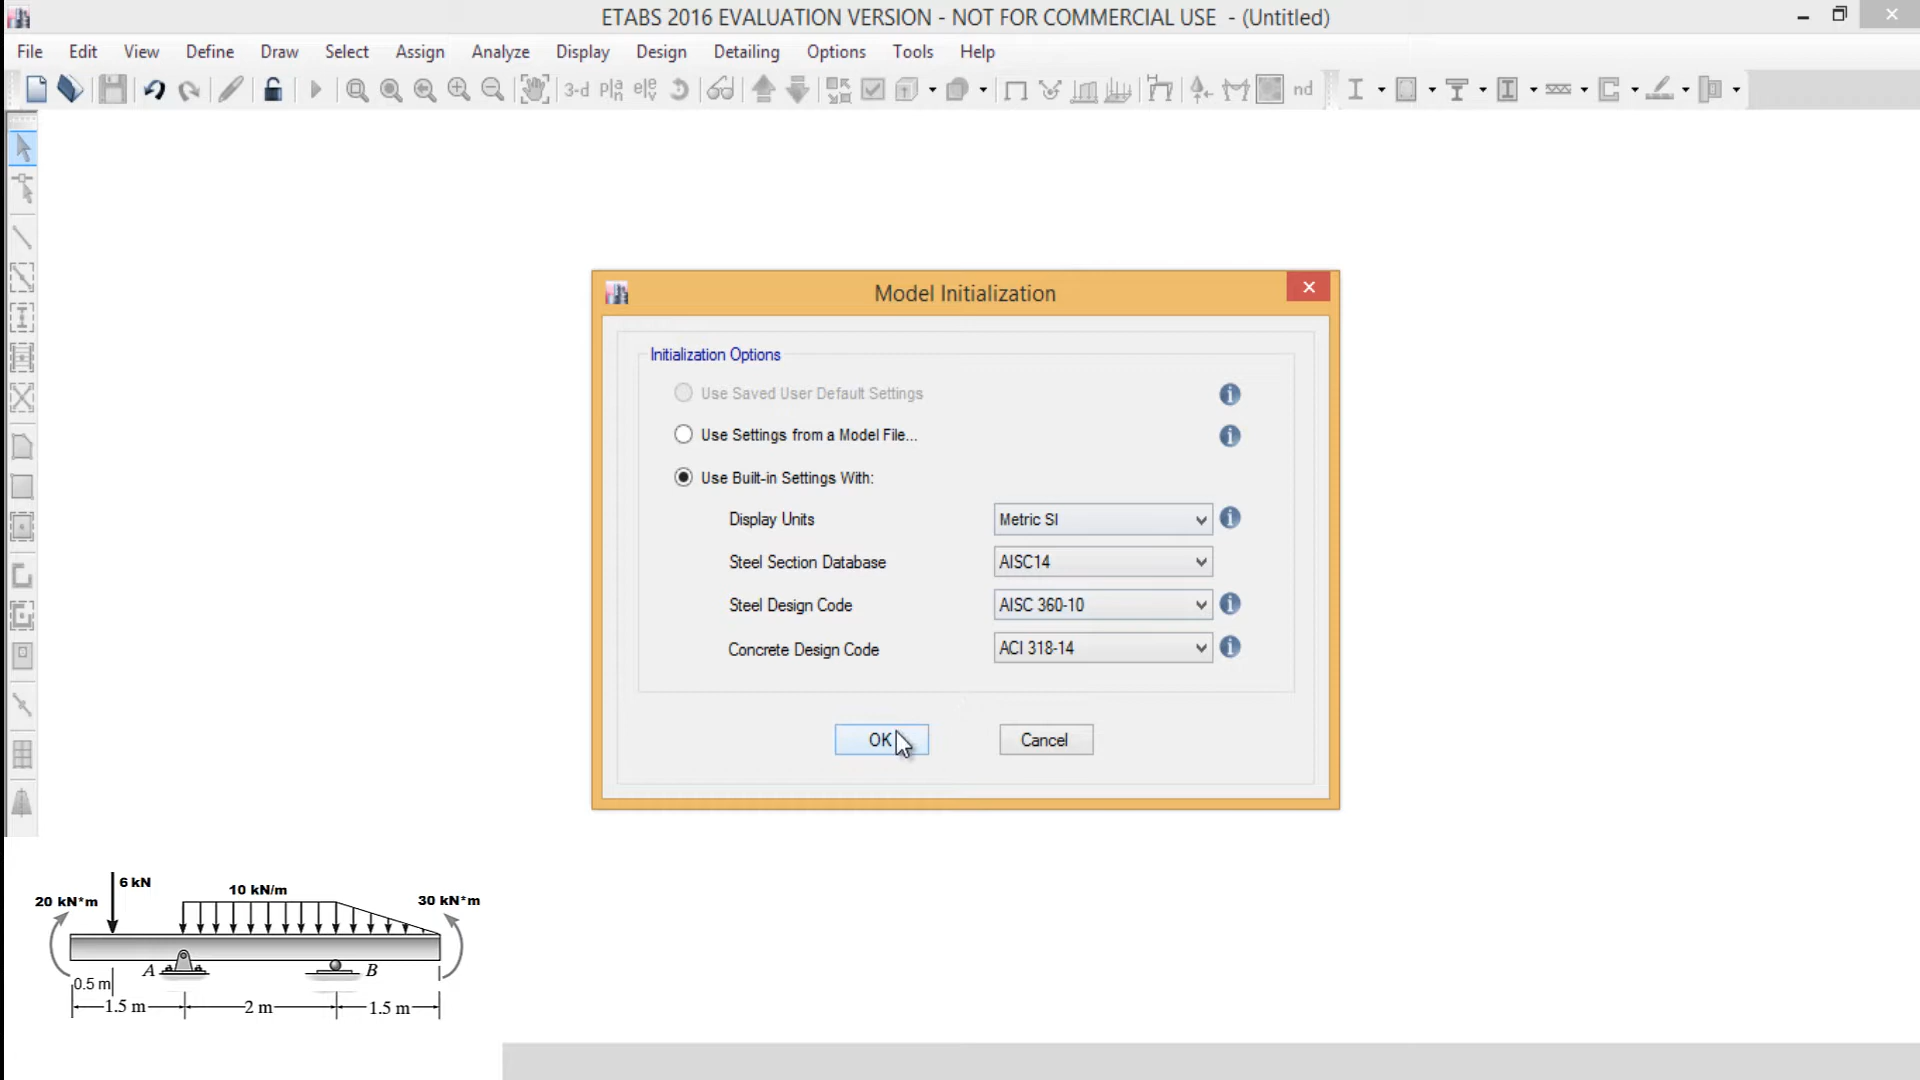 ETABS 2016 EVALUATION VERSION - NOT FOR COMMERCIAL USE - (Untitled)
File Edit View Define Draw Select Assign Analyze Display Design Detailing Options Tools Help
3-d pla elev nd
Model Initialization
Initialization Options
Use Saved User Default Settings
Use Settings from a Model File...
Use Built-in Settings With:
Display Units Metric SI
Steel Section Database AISC14
Steel Design Code AISC 360-10
Concrete Design Code ACI 318-14
OK Cancel
6 kN
20 kN*m 10 kN/m 30 kN*m
A B
0.5 m
1.5 m 2 m 1.5 m